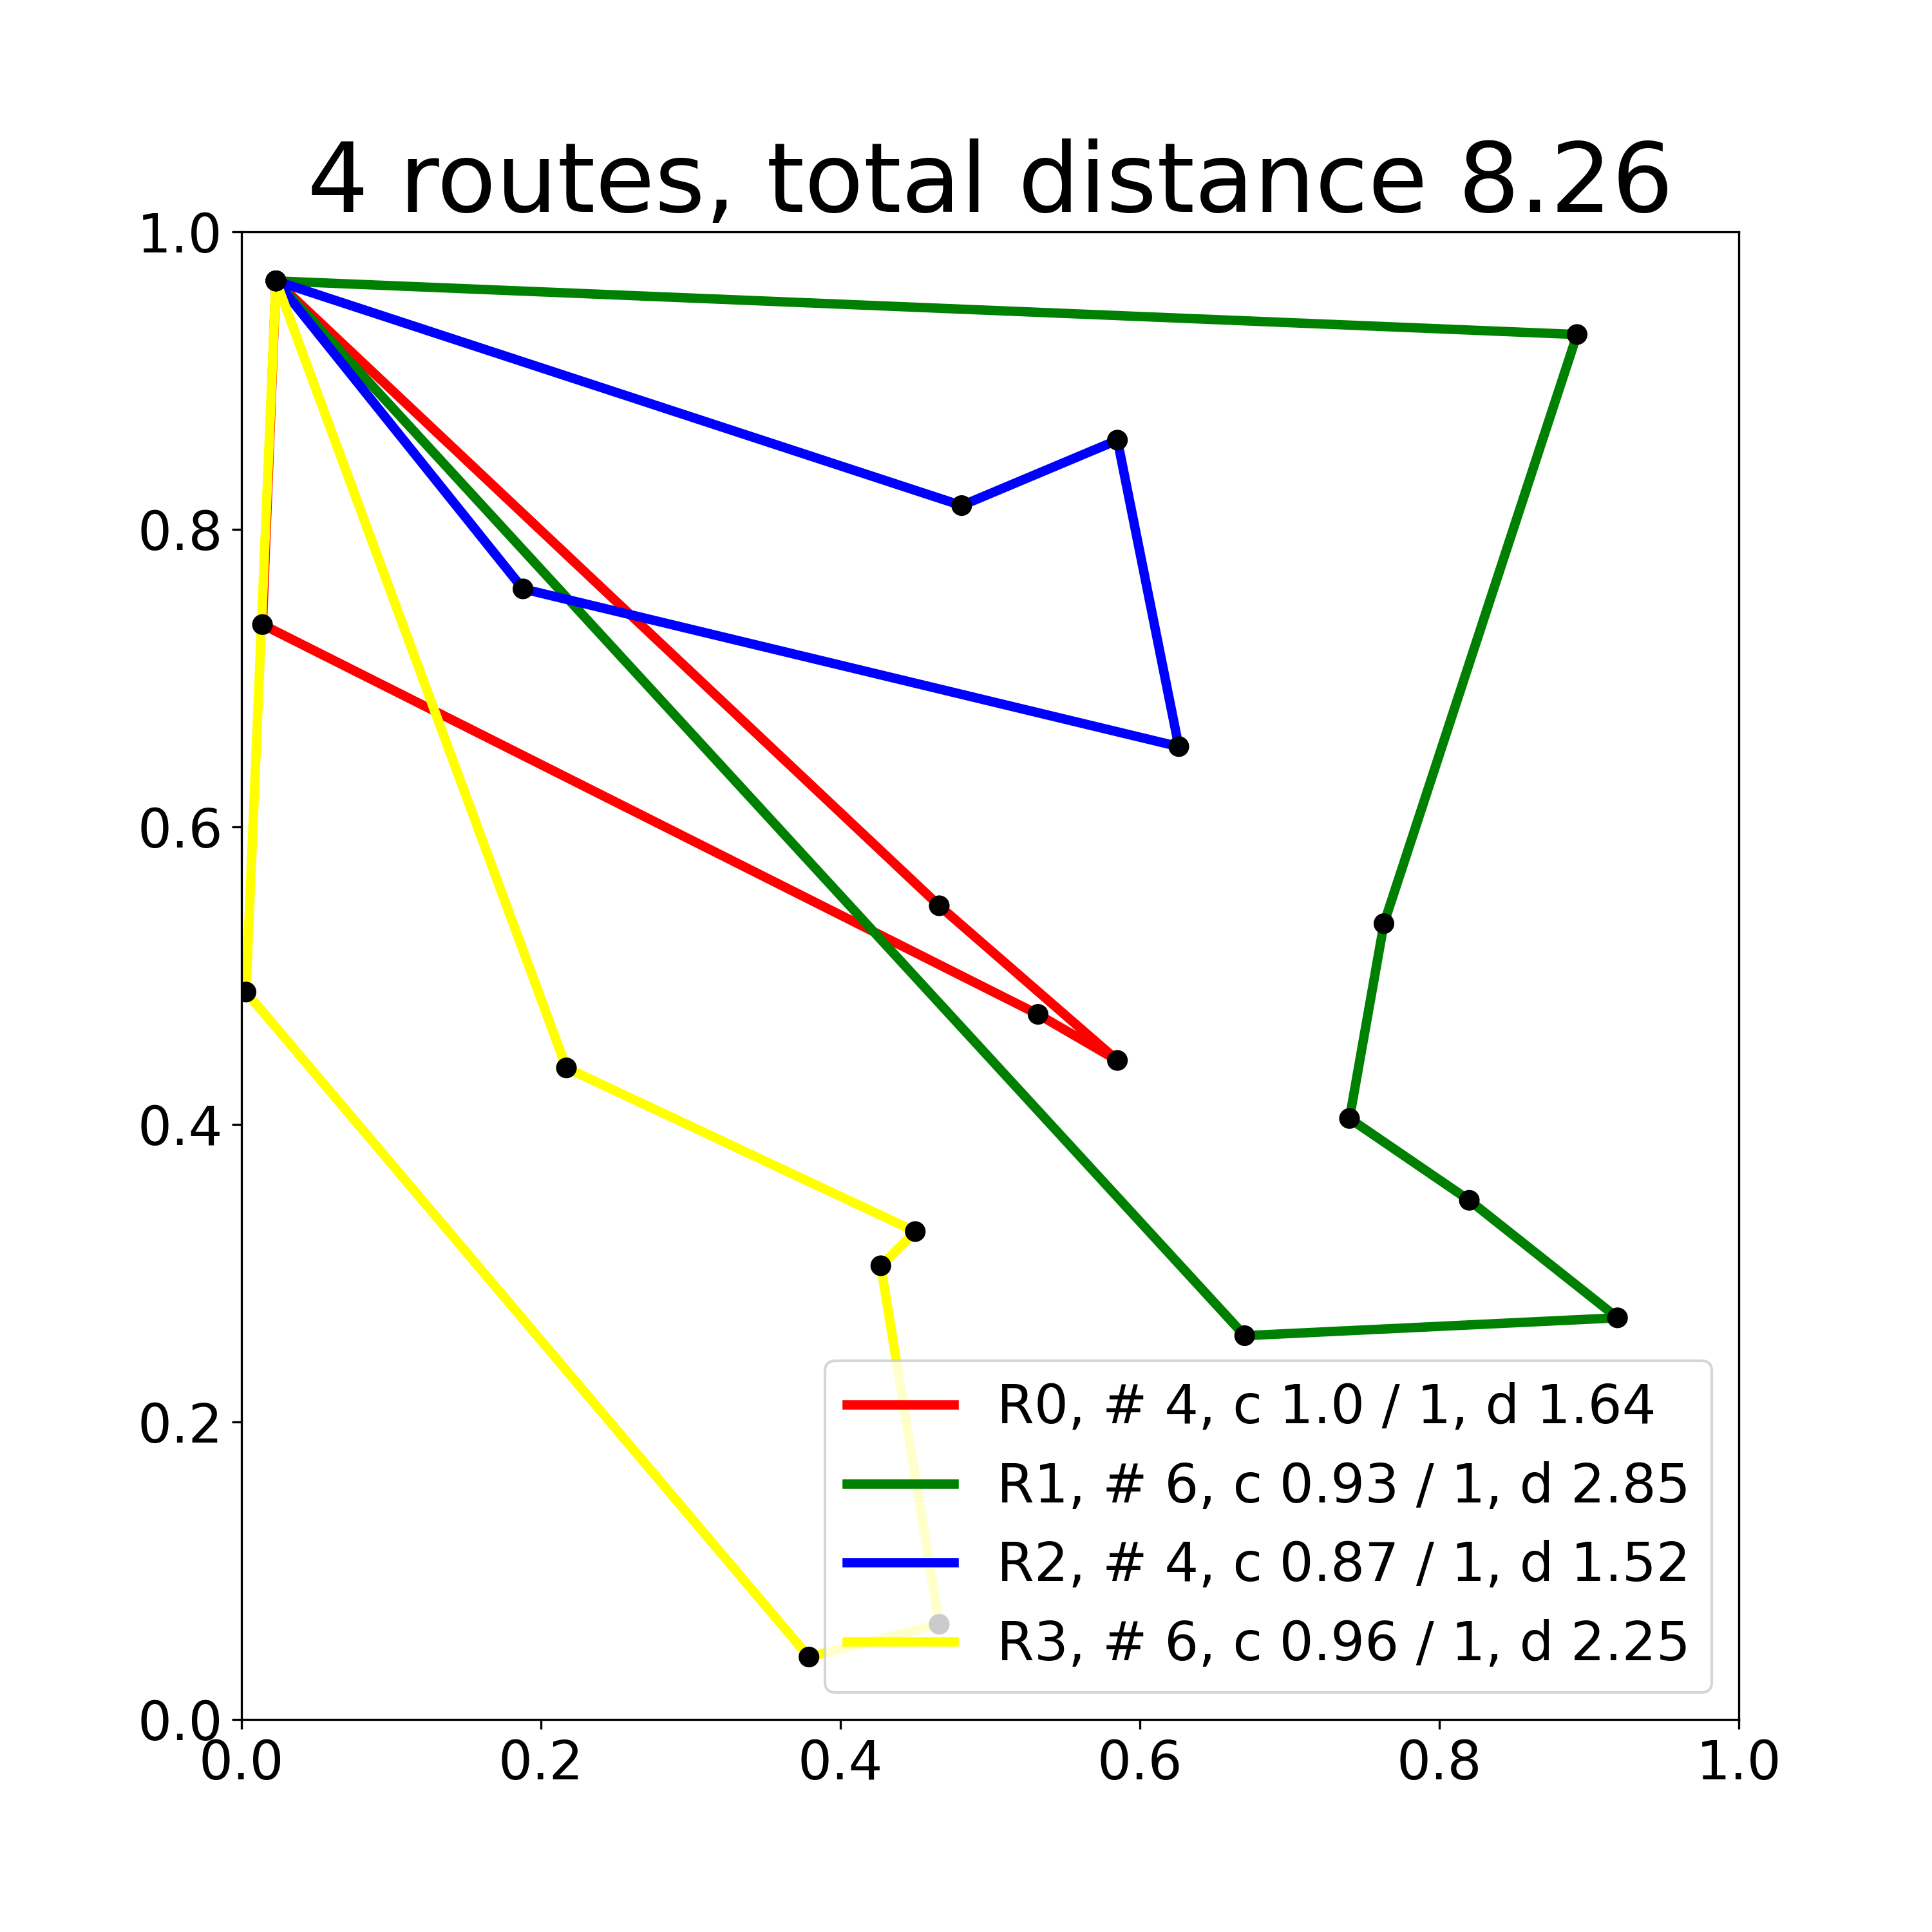 4 routes, total distance 8.26
1.0
0.8
0.6
0.4
0.2
0.0
R0, # 4, c 1.0 / 1, d 1.64
R1, # 6, c 0.93 / 1, d 2.85
R2, # 4, c 0.87 / 1, d 1.52
R3, # 6, c 0.96 / 1, d 2.25
0.0 0.2 0.4 0.6 0.8 1.0